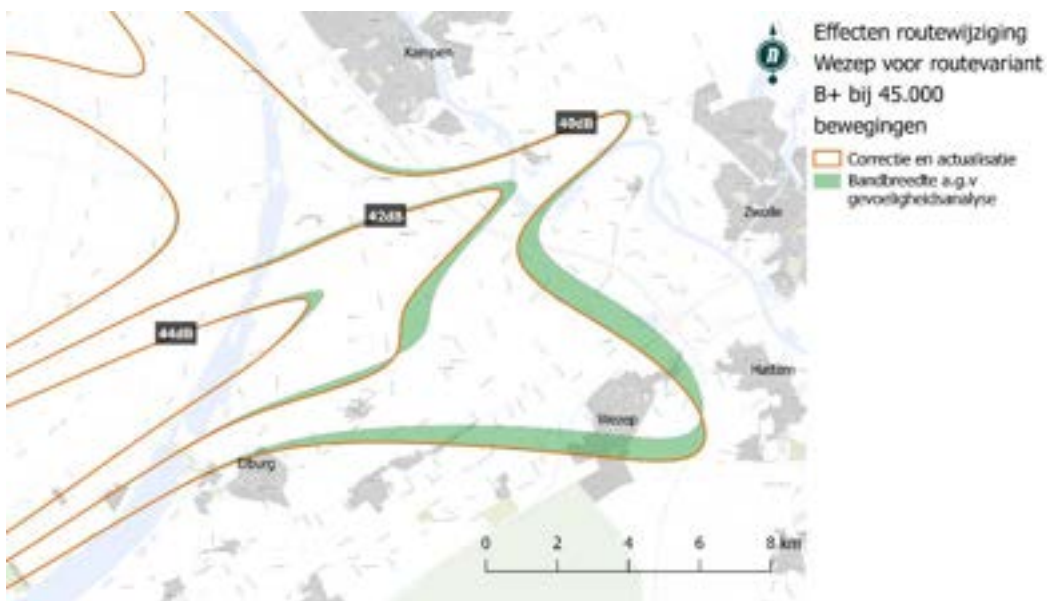 Effecten routewijziging
Wezep voor routevariant
B+ bij 45.000
bewegingen
Correctie en actualisatie
Bandbreedte a.g.v
gevoeligheidsanalyse
Kampen
40dB
42dB
Zwolle
44dB
Hattem
Wezep
Elburg
0 2 4 6 8 km